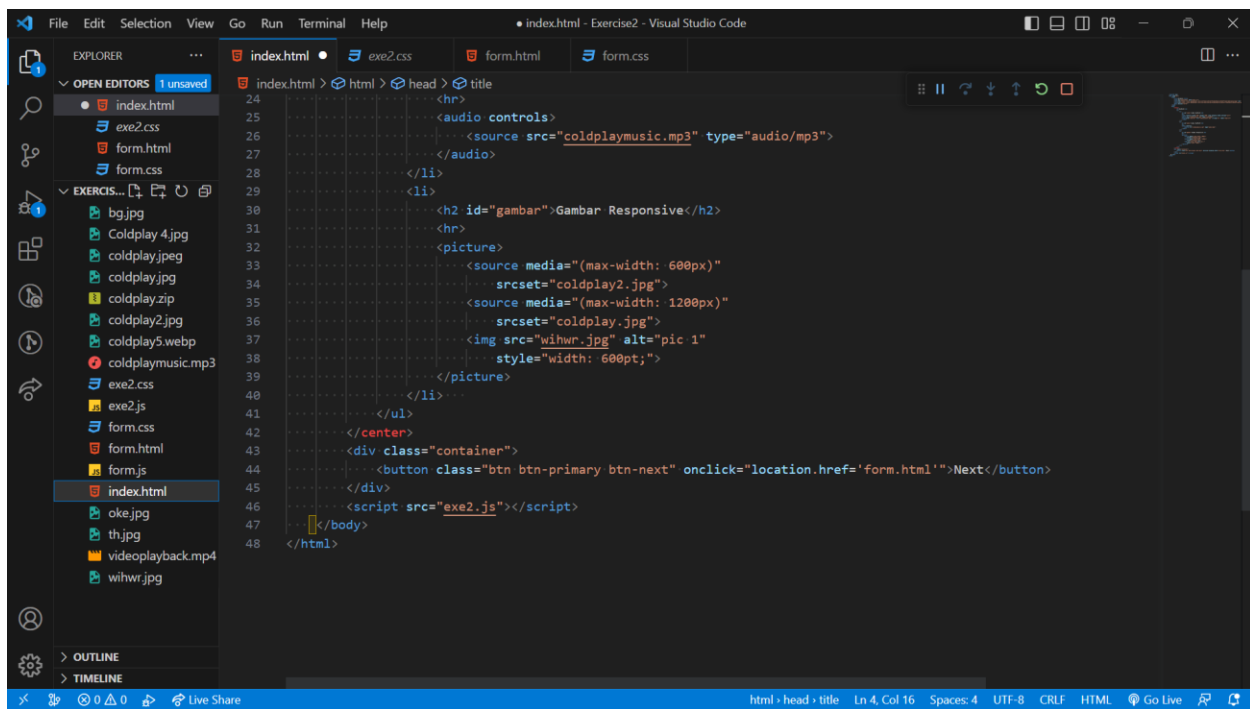 File Edit Selection View Go Run Terminal Help
● index.html - Exercise2 - Visual Studio Code
EXPLORER ···
index.html ●
exe2.css
form.html
form.css
OPEN EDITORS 1 unsaved
● index.html
exe2.css
form.html
form.css
EXERCIS...
bg.jpg
Coldplay 4.jpg
coldplay.jpeg
coldplay.jpg
coldplay.zip
coldplay2.jpg
coldplay5.webp
coldplaymusic.mp3
exe2.css
exe2.js
form.css
form.html
form.js
index.html
oke.jpg
th.jpg
videoplayback.mp4
wihwr.jpg
OUTLINE
TIMELINE
index.html > html > head > title
24 <hr>
25 <audio controls>
26 <source src="coldplaymusic.mp3" type="audio/mp3">
27 </audio>
28 </li>
29 <li>
30 <h2 id="gambar">Gambar Responsive</h2>
31 <hr>
32 <picture>
33 <source media="(max-width: 600px)"
34 srcset="coldplay2.jpg">
35 <source media="(max-width: 1200px)"
36 srcset="coldplay.jpg">
37 <img src="wihwr.jpg" alt="pic 1"
38 style="width: 600pt;">
39 </picture>
40 </li>
41 </ul>
42 </center>
43 <div class="container">
44 <button class="btn btn-primary btn-next" onclick="location.href='form.html'">Next</button>
45 </div>
46 <script src="exe2.js"></script>
47 </body>
48 </html>
0 0 Live Share
html > head > title Ln 4, Col 16 Spaces: 4 UTF-8 CRLF HTML Go Live